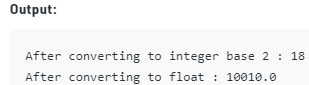 Output:
After converting to integer base 2 : 18
After converting to float : 10010.0